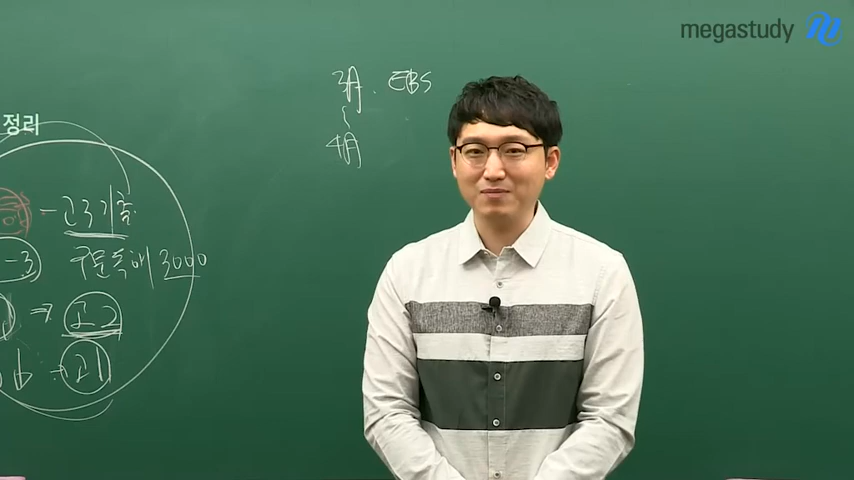 megastudy
3月. EBS
4月
정리
- 고3기출
-3 구문독해 3000
⇒ 고2
b → 고1